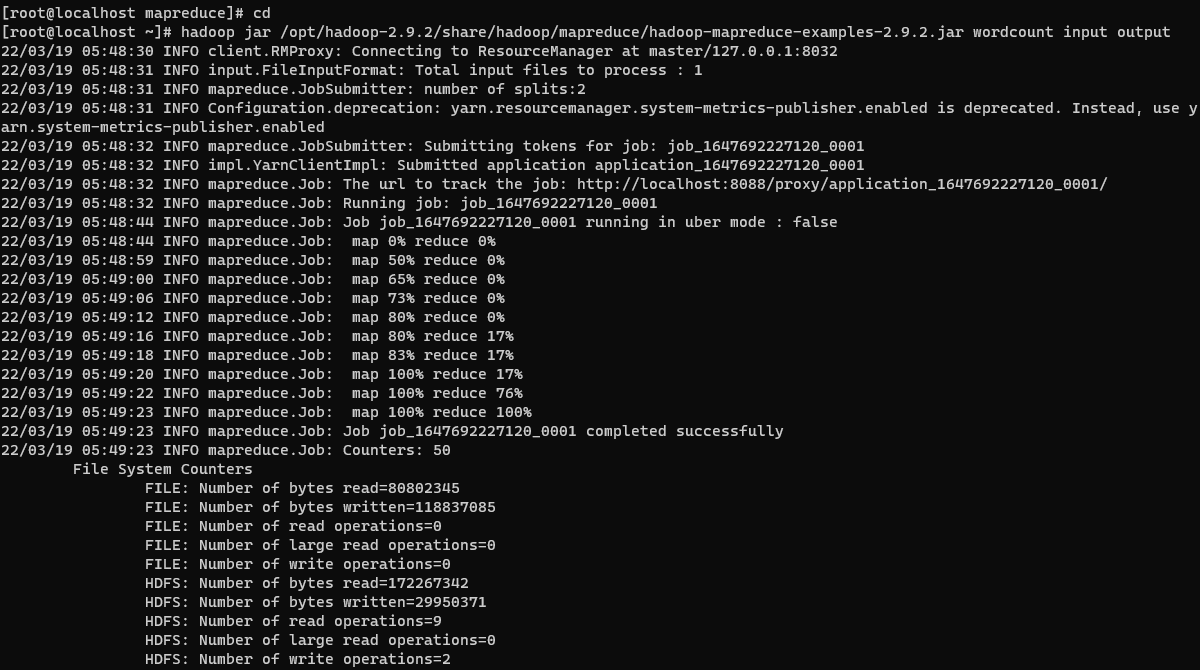 [root@localhost mapreduce]# cd
[root@localhost ~]# hadoop jar /opt/hadoop-2.9.2/share/hadoop/mapreduce/hadoop-mapreduce-examples-2.9.2.jar wordcount input output
22/03/19 05:48:30 INFO client.RMProxy: Connecting to ResourceManager at master/127.0.0.1:8032
22/03/19 05:48:31 INFO input.FileInputFormat: Total input files to process : 1
22/03/19 05:48:31 INFO mapreduce.JobSubmitter: number of splits:2
22/03/19 05:48:31 INFO Configuration.deprecation: yarn.resourcemanager.system-metrics-publisher.enabled is deprecated. Instead, use y
arn.system-metrics-publisher.enabled
22/03/19 05:48:32 INFO mapreduce.JobSubmitter: Submitting tokens for job: job_1647692227120_0001
22/03/19 05:48:32 INFO impl.YarnClientImpl: Submitted application application_1647692227120_0001
22/03/19 05:48:32 INFO mapreduce.Job: The url to track the job: http://localhost:8088/proxy/application_1647692227120_0001/
22/03/19 05:48:32 INFO mapreduce.Job: Running job: job_1647692227120_0001
22/03/19 05:48:44 INFO mapreduce.Job: Job job_1647692227120_0001 running in uber mode : false
22/03/19 05:48:44 INFO mapreduce.Job:  map 0% reduce 0%
22/03/19 05:48:59 INFO mapreduce.Job:  map 50% reduce 0%
22/03/19 05:49:00 INFO mapreduce.Job:  map 65% reduce 0%
22/03/19 05:49:06 INFO mapreduce.Job:  map 73% reduce 0%
22/03/19 05:49:12 INFO mapreduce.Job:  map 80% reduce 0%
22/03/19 05:49:16 INFO mapreduce.Job:  map 80% reduce 17%
22/03/19 05:49:18 INFO mapreduce.Job:  map 83% reduce 17%
22/03/19 05:49:20 INFO mapreduce.Job:  map 100% reduce 17%
22/03/19 05:49:22 INFO mapreduce.Job:  map 100% reduce 76%
22/03/19 05:49:23 INFO mapreduce.Job:  map 100% reduce 100%
22/03/19 05:49:23 INFO mapreduce.Job: Job job_1647692227120_0001 completed successfully
22/03/19 05:49:23 INFO mapreduce.Job: Counters: 50
        File System Counters
                FILE: Number of bytes read=80802345
                FILE: Number of bytes written=118837085
                FILE: Number of read operations=0
                FILE: Number of large read operations=0
                FILE: Number of write operations=0
                HDFS: Number of bytes read=172267342
                HDFS: Number of bytes written=29950371
                HDFS: Number of read operations=9
                HDFS: Number of large read operations=0
                HDFS: Number of write operations=2